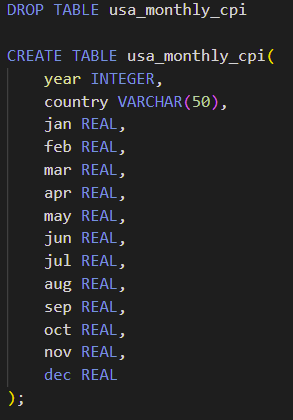 DROP TABLE usa_monthly_cpi
CREATE TABLE usa_monthly_cpi(
    year INTEGER,
    country VARCHAR(50),
    jan REAL,
    feb REAL,
    mar REAL,
    apr REAL,
    may REAL,
    jun REAL,
    jul REAL,
    aug REAL,
    sep REAL,
    oct REAL,
    nov REAL,
    dec REAL
);